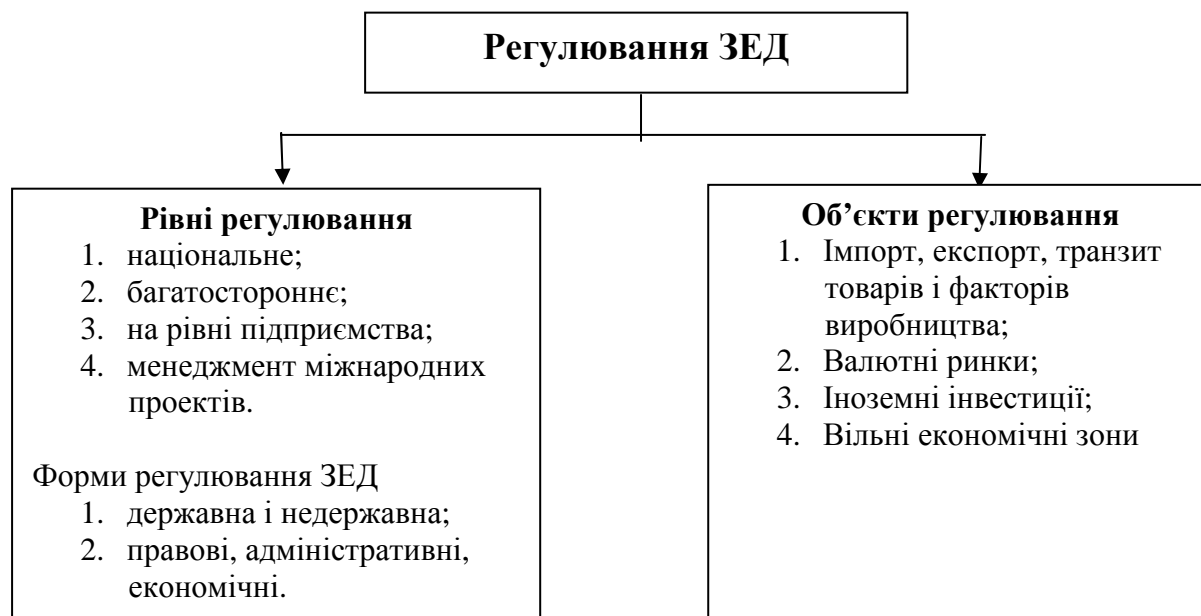 Регулювання ЗЕД
Рівні регулювання
1. національне;
2. багатостороннє;
3. на рівні підприємства;
4. менеджмент міжнародних
проектів.
Форми регулювання ЗЕД
1. державна і недержавна;
2. правові, адміністративні,
економічні.
Об’єкти регулювання
1. Імпорт, експорт, транзит
товарів і факторів
виробництва;
2. Валютні ринки;
3. Іноземні інвестиції;
4. Вільні економічні зони